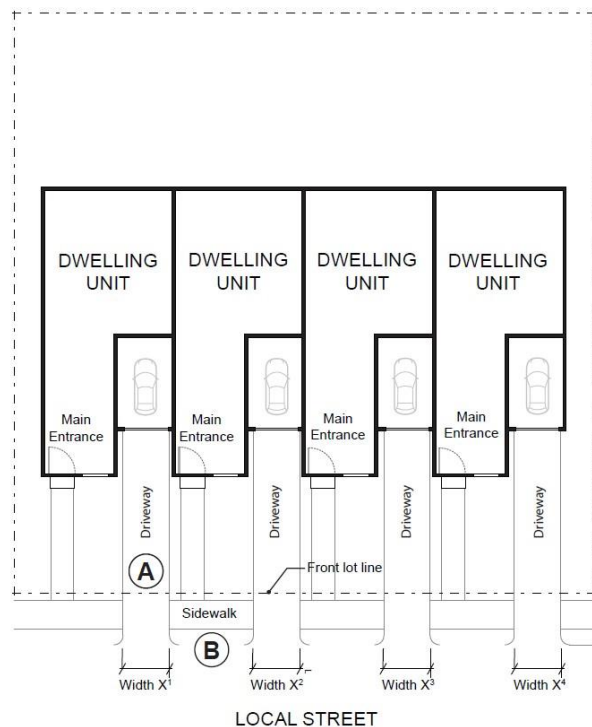 DWELLING
UNIT
DWELLING
UNIT
DWELLING
UNIT
DWELLING
UNIT
Main
Entrance
Main
Entrance
Main
Entrance
Main
Entrance
Driveway
Driveway
Driveway
Driveway
A
Front lot line
Sidewalk
B
Width X¹
Width X²
Width X³
Width X⁴
LOCAL STREET